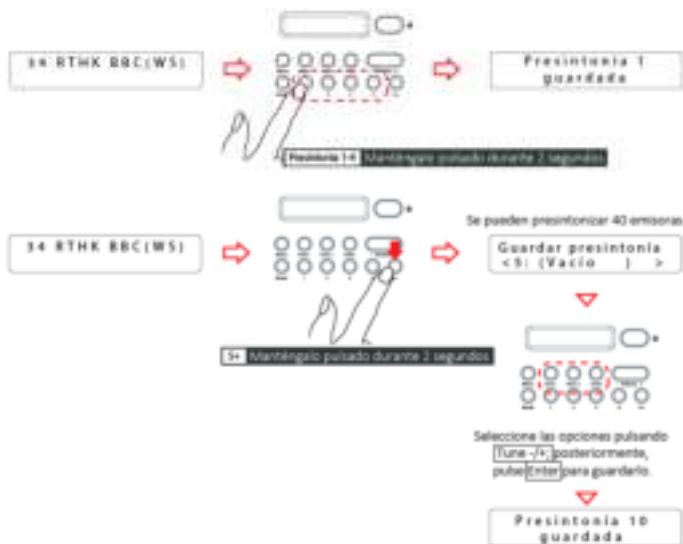 34 RTHK BBC(WS)
Presintonía 1
guardada
Presintonía 1-4 Manténgalo pulsado durante 2 segundos
Se pueden presintonizar 40 emisoras
34 RTHK BBC(WS)
Guardar presintonía
<5: (Vacío ) >
5+ Manténgalo pulsado durante 2 segundos
Seleccione las opciones pulsando
Tune -/+; posteriormente,
pulse Enter para guardarlo.
Presintonía 10
guardada